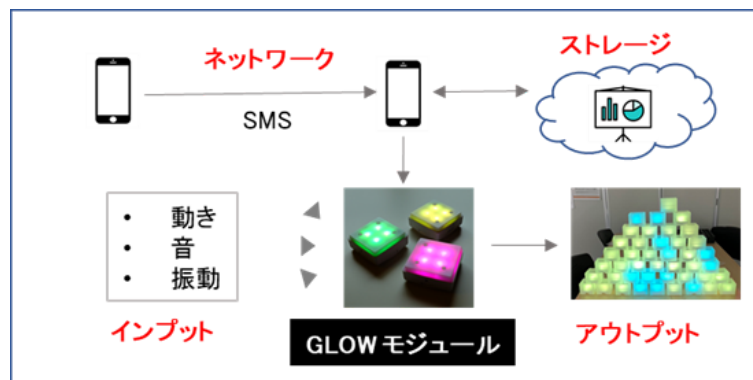 ネットワーク
ストレージ
SMS
• 動き
• 音
• 振動
インプット
GLOW モジュール
アウトプット